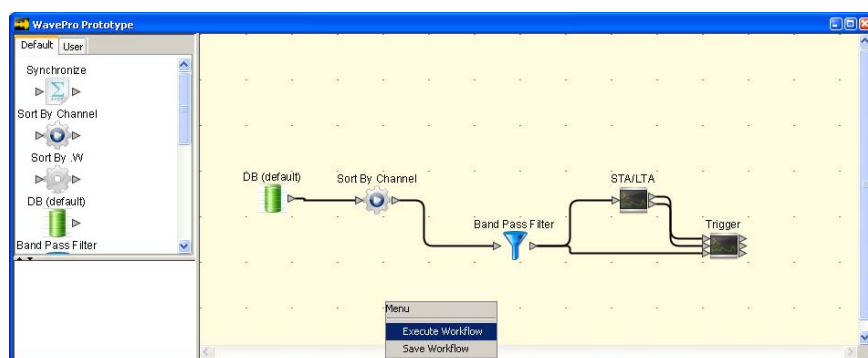 WavePro Prototype
Default User
Synchronize
Sort By Channel
Sort By .W
DB (default)
Band Pass Filter
DB (default)
Sort By Channel
Band Pass Filter
STA/LTA
Trigger
Menu
Execute Workflow
Save Workflow